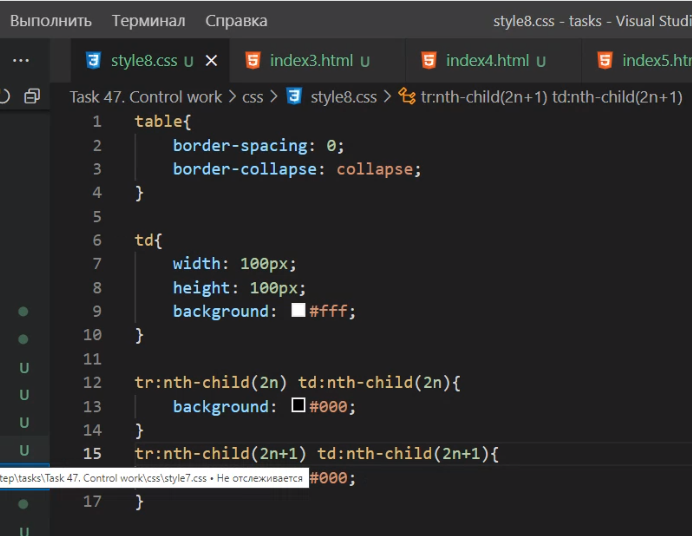 Выполнить Терминал Справка style8.css - tasks - Visual Studi
... style8.css U × index3.html U index4.html U index5.ht
Task 47. Control work > css > style8.css > tr:nth-child(2n+1) td:nth-child(2n+1)
1 table{
2 border-spacing: 0;
3 border-collapse: collapse;
4 }
5
6 td{
7 width: 100px;
8 height: 100px;
9 background: #fff;
10 }
11
12 tr:nth-child(2n) td:nth-child(2n){
13 background: #000;
14 }
15 tr:nth-child(2n+1) td:nth-child(2n+1){
tep\tasks\Task 47. Control work\css\style7.css • Не отслеживается #000;
17 }
U
U
U
U
U